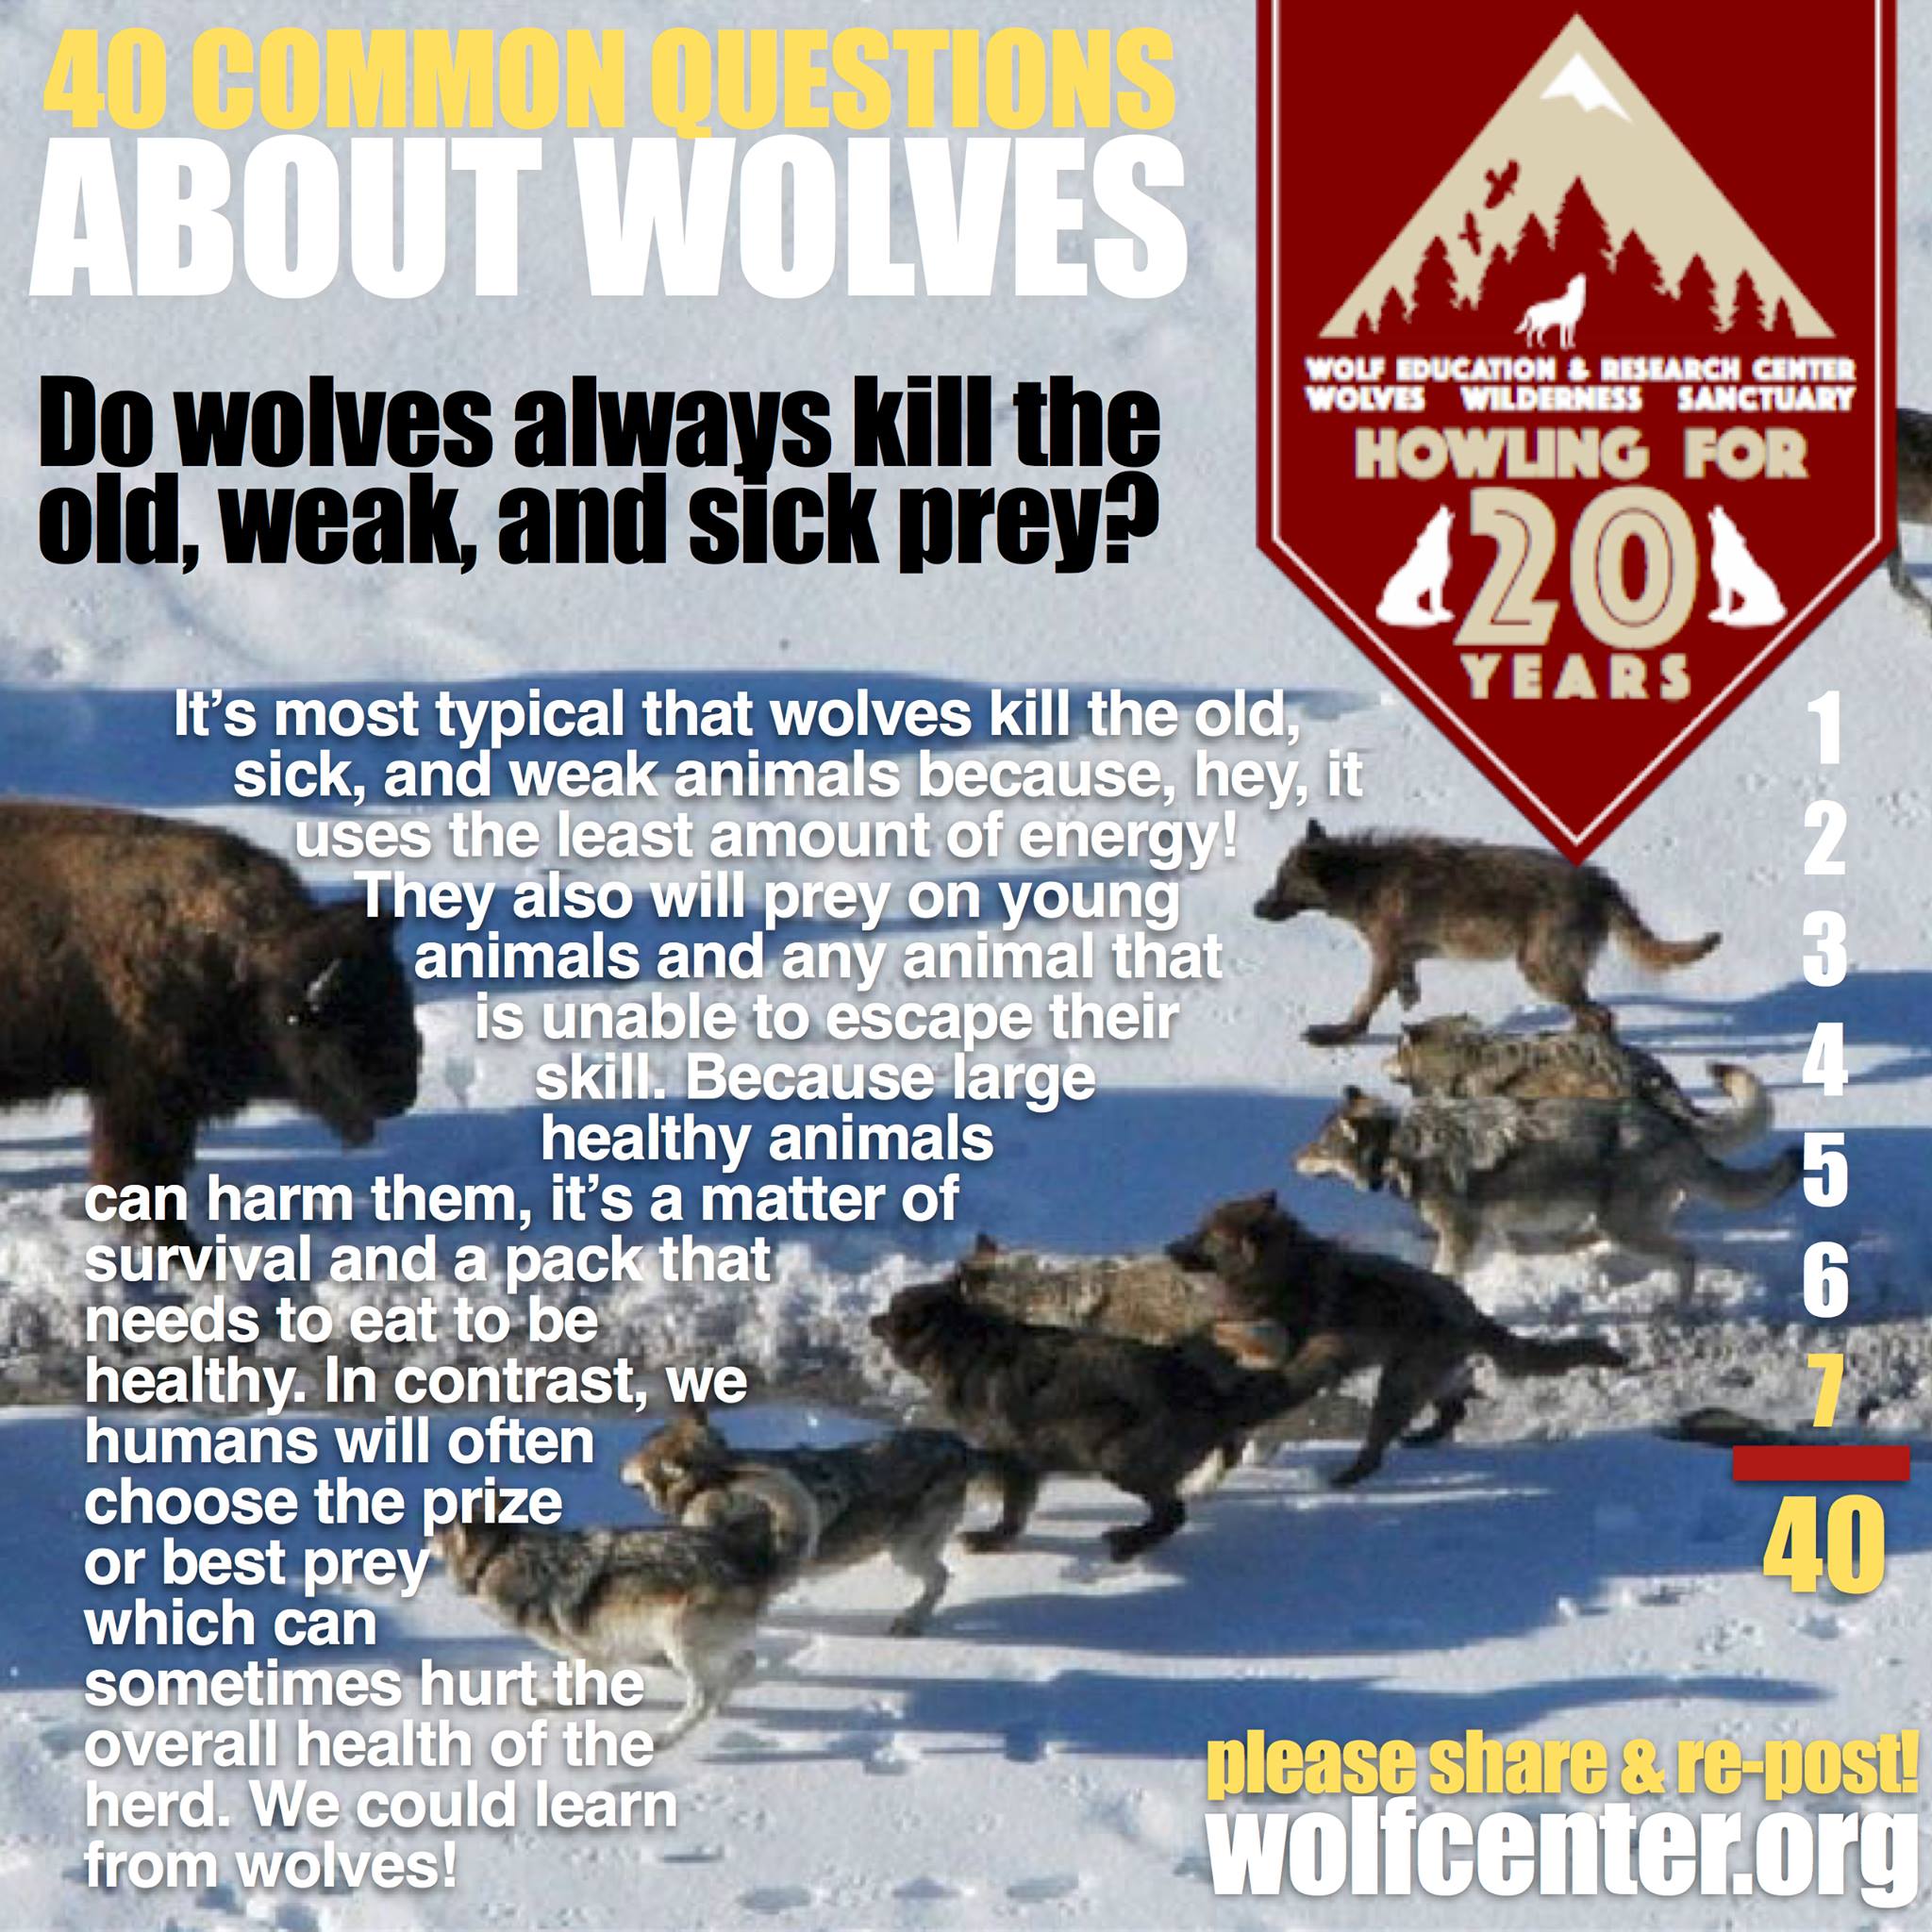 40 COMMON QUESTIONS
ABOUT WOLVES
Do wolves always kill the
old, weak, and sick prey?
WOLF EDUCATION & RESEARCH CENTER
WOLVES WILDERNESS SANCTUARY
HOWLING FOR
20
YEARS
It's most typical that wolves kill the old,
sick, and weak animals because, hey, it
uses the least amount of energy!
They also will prey on young
animals and any animal that
is unable to escape their
skill. Because large
healthy animals
can harm them, it's a matter of
survival and a pack that
needs to eat to be
healthy. In contrast, we
humans will often
choose the prize
or best prey
which can
sometimes hurt the
overall health of the
herd. We could learn
from wolves!
1
2
3
4
5
6
7
40
please share & re-post!
wolfcenter.org